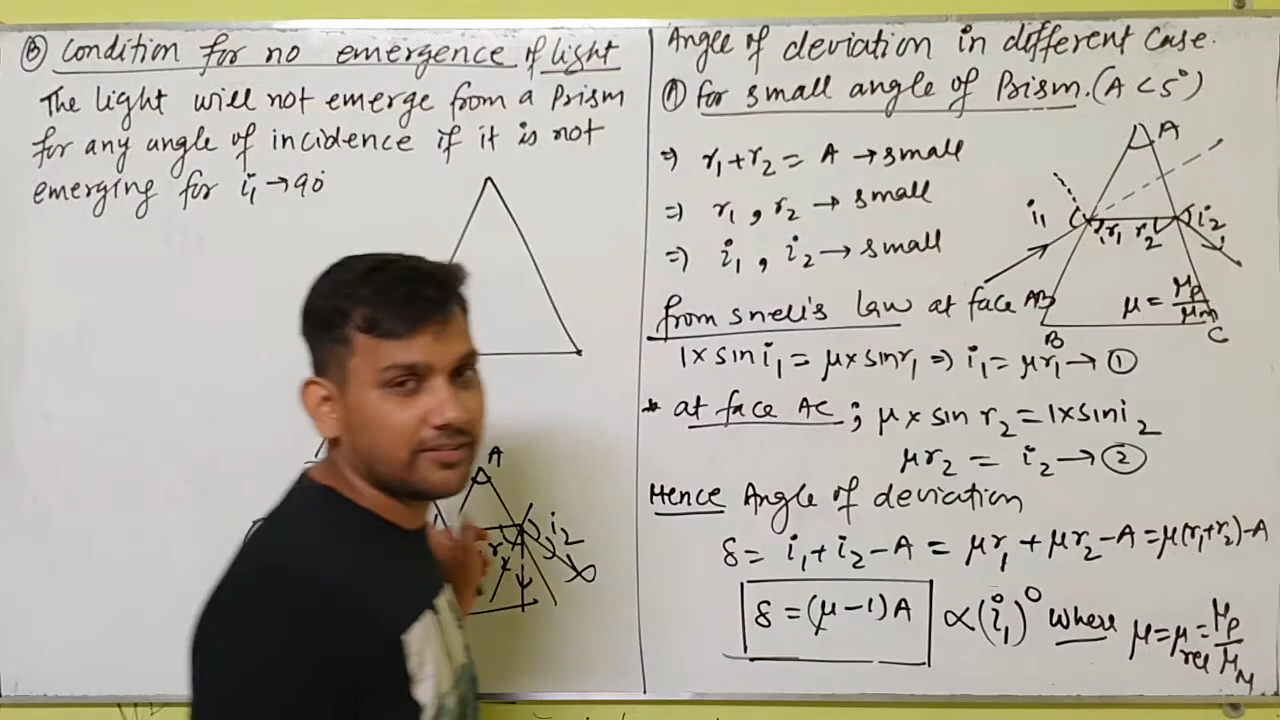 Ⓑ Condition for no emergence of light
The light will not emerge from a Prism
for any angle of incidence if it is not
emerging for i₁→90°
A
i₂
r
Angle of deviation in different Case.
① for small angle of Prism. (A < 5°)
⇒ r₁+r₂ = A → small
⇒ r₁, r₂ → small
⇒ i₁, i₂ → small
A
i₁
r₁ r₂
i₂
μ = μP/μm
B
C
from snell's law at face AB
1×sin i₁ = μ×sin r₁ ⇒ i₁ = μr₁ → ①
* at face AC ; μ× sin r₂ = 1×sin i₂
μr₂ = i₂ → ②
Hence Angle of deviation
δ = i₁+i₂-A = μr₁+μr₂-A = μ(r₁+r₂)-A
δ = (μ-1)A ∝(i₁)⁰ where μ = μrel = μP/μM